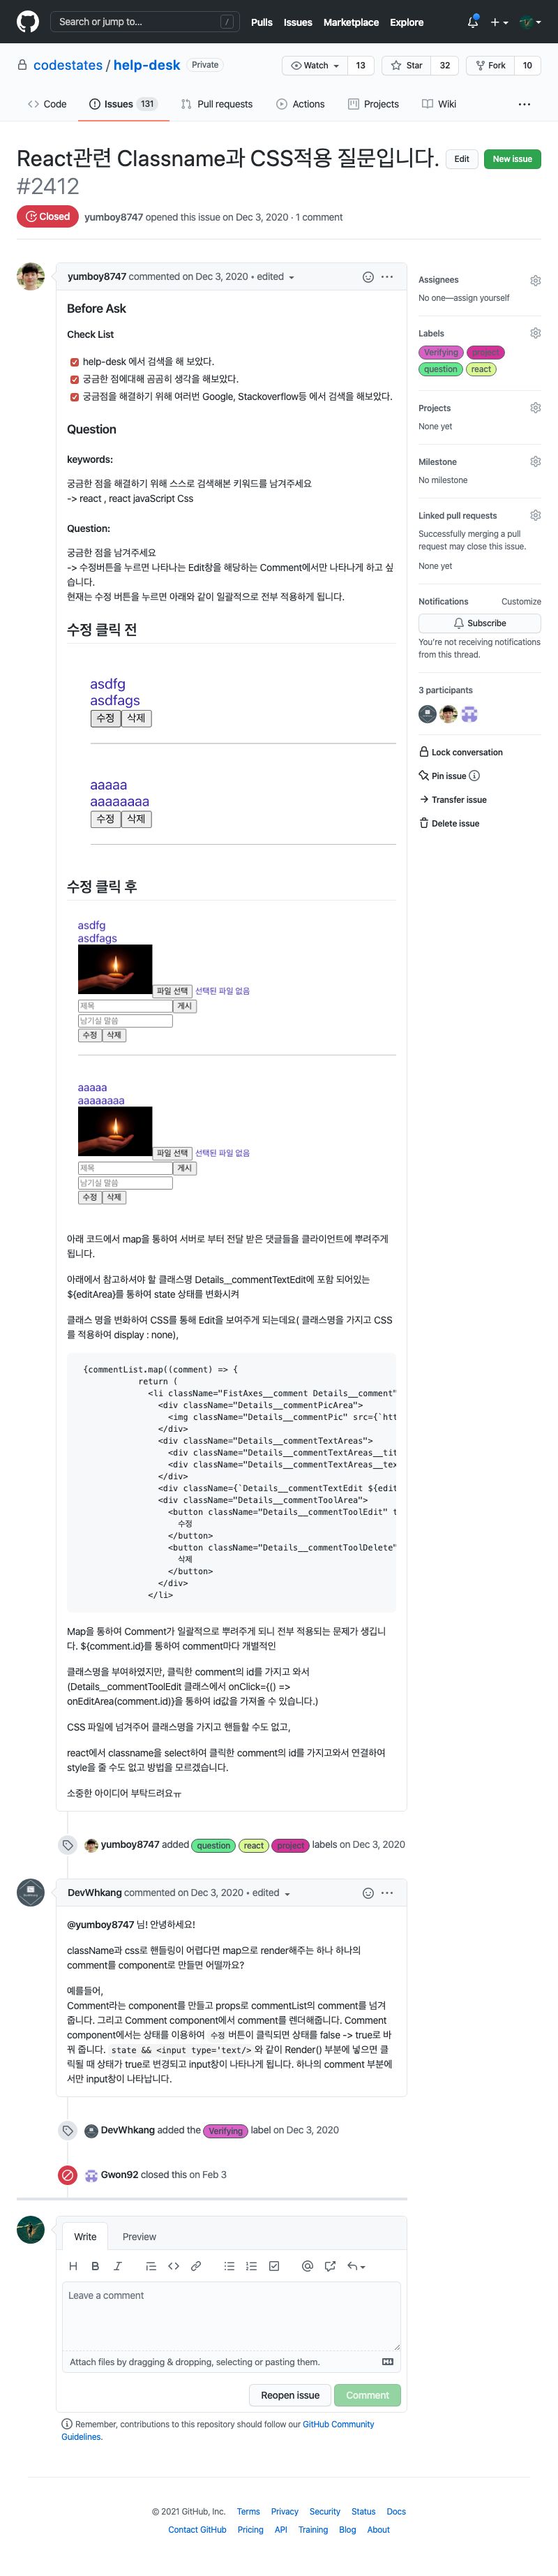 Search or jump to...
/
Pulls Issues Marketplace Explore
codestates / help-desk Private
Watch 13 Star 32 Fork 10
Code Issues 131 Pull requests Actions Projects Wiki
React관련 Classname과 CSS적용 질문입니다.
#2412
Edit New issue
Closed yumboy8747 opened this issue on Dec 3, 2020 · 1 comment
yumboy8747 commented on Dec 3, 2020 • edited
Before Ask
Check List
help-desk 에서 검색을 해 보았다.
궁금한 점에대해 곰곰히 생각을 해보았다.
궁금점을 해결하기 위해 여러번 Google, Stackoverflow등 에서 검색을 해보았다.
Question
keywords:
궁금한 점을 해결하기 위해 스스로 검색해본 키워드를 남겨주세요
-> react , react javaScript Css
Question:
궁금한 점을 남겨주세요
-> 수정버튼을 누르면 나타나는 Edit창을 해당하는 Comment에서만 나타나게 하고 싶
습니다.
현재는 수정 버튼을 누르면 아래와 같이 일괄적으로 전부 적용하게 됩니다.
수정 클릭 전
asdfg
asdfags
수정 삭제
aaaaa
aaaaaaaa
수정 삭제
수정 클릭 후
asdfg
asdfags
파일 선택 선택된 파일 없음
제목 게시
남기실 말씀
수정 삭제
aaaaa
aaaaaaaa
파일 선택 선택된 파일 없음
제목 게시
남기실 말씀
수정 삭제
아래 코드에서 map을 통하여 서버로 부터 전달 받은 댓글들을 클라이언트에 뿌려주게
됩니다.
아래에서 참고하셔야 할 클래스명 Details__commentTextEdit에 포함 되어있는
${editArea}를 통하여 state 상태를 변화시켜
클래스 명을 변화하여 CSS를 통해 Edit을 보여주게 되는데요( 클래스명을 가지고 CSS
를 적용하여 display : none),
{commentList.map((comment) => {
return (
<li className="FistAxes__comment Details__comment"
<div className="Details__commentPicArea">
<img className="Details__commentPic" src={`htt
</div>
<div className="Details__commentTextAreas">
<div className="Details__commentTextAreas__tit
<div className="Details__commentTextAreas__tex
</div>
<div className={`Details__commentTextEdit ${edit
<div className="Details__commentToolArea">
<button className="Details__commentToolEdit" t
수정
</button>
<button className="Details__commentToolDelete"
삭제
</button>
</div>
</li>
Map을 통하여 Comment가 일괄적으로 뿌려주게 되니 전부 적용되는 문제가 생깁니
다. ${comment.id}를 통하여 comment마다 개별적인
클래스명을 부여하였지만, 클릭한 comment의 id를 가지고 와서
(Details__commentToolEdit 클래스에서 onClick={() =>
onEditArea(comment.id)}을 통하여 id값을 가져올 수 있습니다.)
CSS 파일에 넘겨주어 클래스명을 가지고 핸들할 수도 없고,
react에서 classname을 select하여 클릭한 comment의 id를 가지고와서 연결하여
style을 줄 수도 없고 방법을 모르겠습니다.
소중한 아이디어 부탁드려요ㅠ
yumboy8747 added question react project labels on Dec 3, 2020
DevWhkang commented on Dec 3, 2020 • edited
@yumboy8747 님! 안녕하세요!
className과 css로 핸들링이 어렵다면 map으로 render해주는 하나 하나의
comment를 component로 만들면 어떨까요?
예를들어,
Comment라는 component를 만들고 props로 commentList의 comment를 넘겨
줍니다. 그리고 Comment component에서 comment를 렌더해줍니다. Comment
component에서는 상태를 이용하여 수정 버튼이 클릭되면 상태를 false -> true로 바
꿔 줍니다. state && <input type='text/> 와 같이 Render() 부분에 넣으면 클
릭될 때 상태가 true로 변경되고 input창이 나타나게 됩니다. 하나의 comment 부분에
서만 input창이 나타납니다.
DevWhkang added the Verifying label on Dec 3, 2020
Gwon92 closed this on Feb 3
Write Preview
Leave a comment
Attach files by dragging & dropping, selecting or pasting them.
Reopen issue Comment
Remember, contributions to this repository should follow our GitHub Community
Guidelines.
Assignees
No one—assign yourself
Labels
Verifying project
question react
Projects
None yet
Milestone
No milestone
Linked pull requests
Successfully merging a pull
request may close this issue.
None yet
Notifications Customize
Subscribe
You're not receiving notifications
from this thread.
3 participants
Lock conversation
Pin issue
Transfer issue
Delete issue
© 2021 GitHub, Inc. Terms Privacy Security Status Docs
Contact GitHub Pricing API Training Blog About